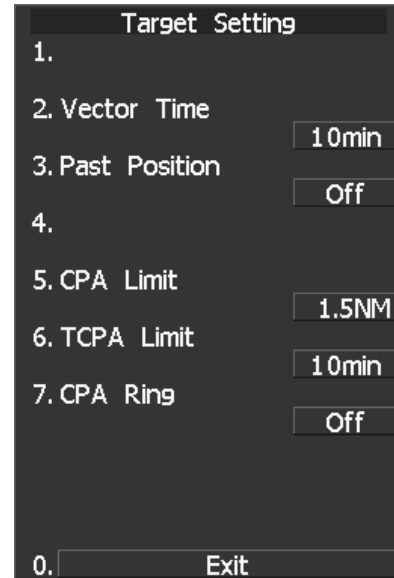 Target Setting
1.
2. Vector Time
10min
3. Past Position
Off
4.
5. CPA Limit
1.5NM
6. TCPA Limit
10min
7. CPA Ring
Off
0. Exit